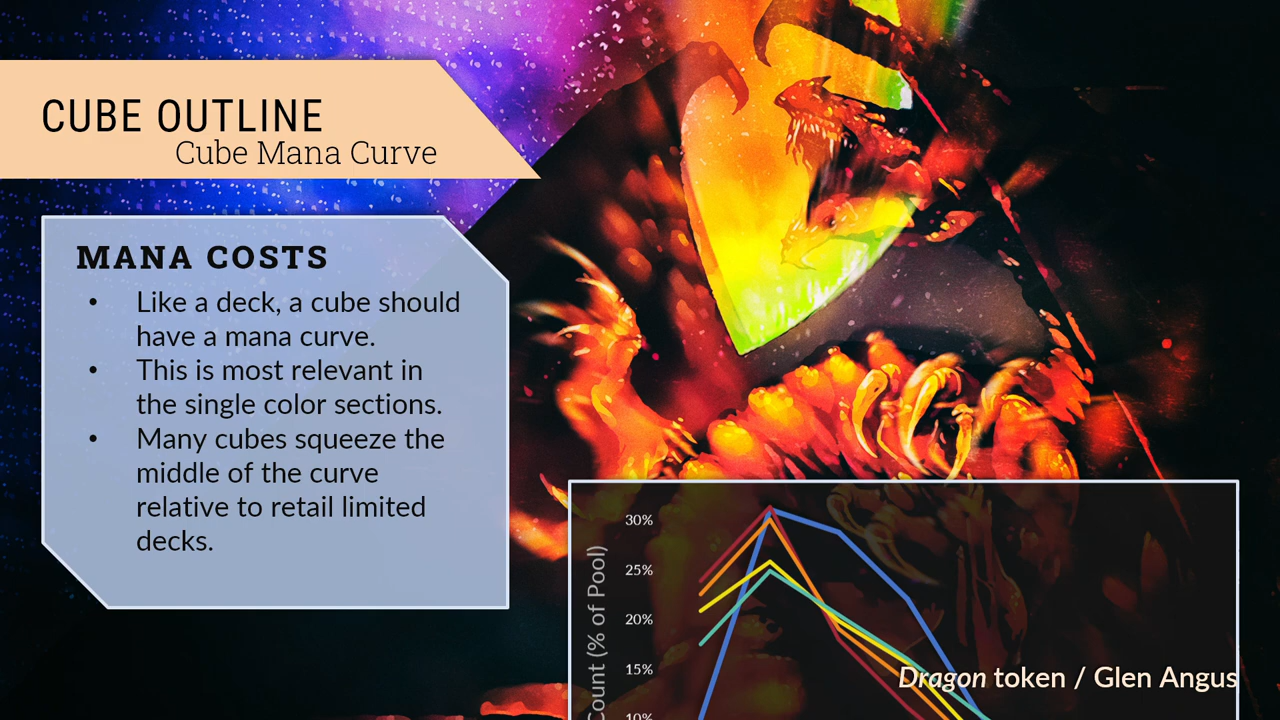 CUBE OUTLINE
Cube Mana Curve
MANA COSTS
• Like a deck, a cube should
have a mana curve.
• This is most relevant in
the single color sections.
• Many cubes squeeze the
middle of the curve
relative to retail limited
decks.
30%
25%
20%
15%
10%
Count (% of Pool)
Dragon token / Glen Angus